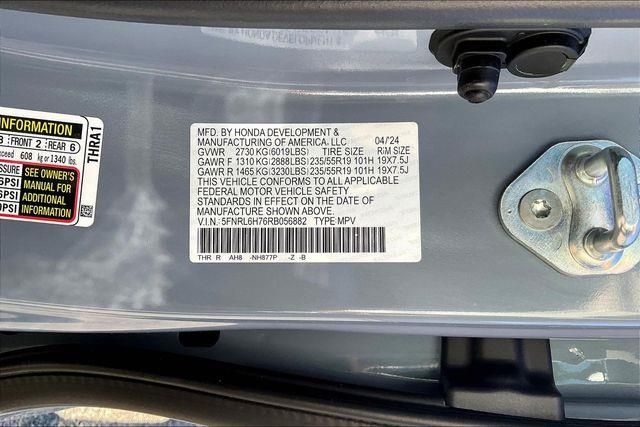 INFORMATION
FRONT 2 REAR 6
608 kg or 1340 lbs.
SEE OWNER'S
MANUAL FOR
ADDITIONAL
INFORMATION
THRA1
MFD. BY HONDA DEVELOPMENT &
MANUFACTURING OF AMERICA, LLC 04/'24
GVWR 2730 KG (6019LBS) TIRE SIZE RIM SIZE
GAWR F 1310 KG (2888LBS) 235/55R19 101H 19X7.5J
GAWR R 1465 KG (3230LBS) 235/55R19 101H 19X7.5J
THIS VEHICLE CONFORMS TO ALL APPLICABLE
FEDERAL MOTOR VEHICLE SAFETY
STANDARDS IN EFFECT ON THE DATE OF
MANUFACTURE SHOWN ABOVE.
V.I.N.: 5FNRL6H76RB056882 TYPE MPV
THR R AH8 -NH877P -Z -B